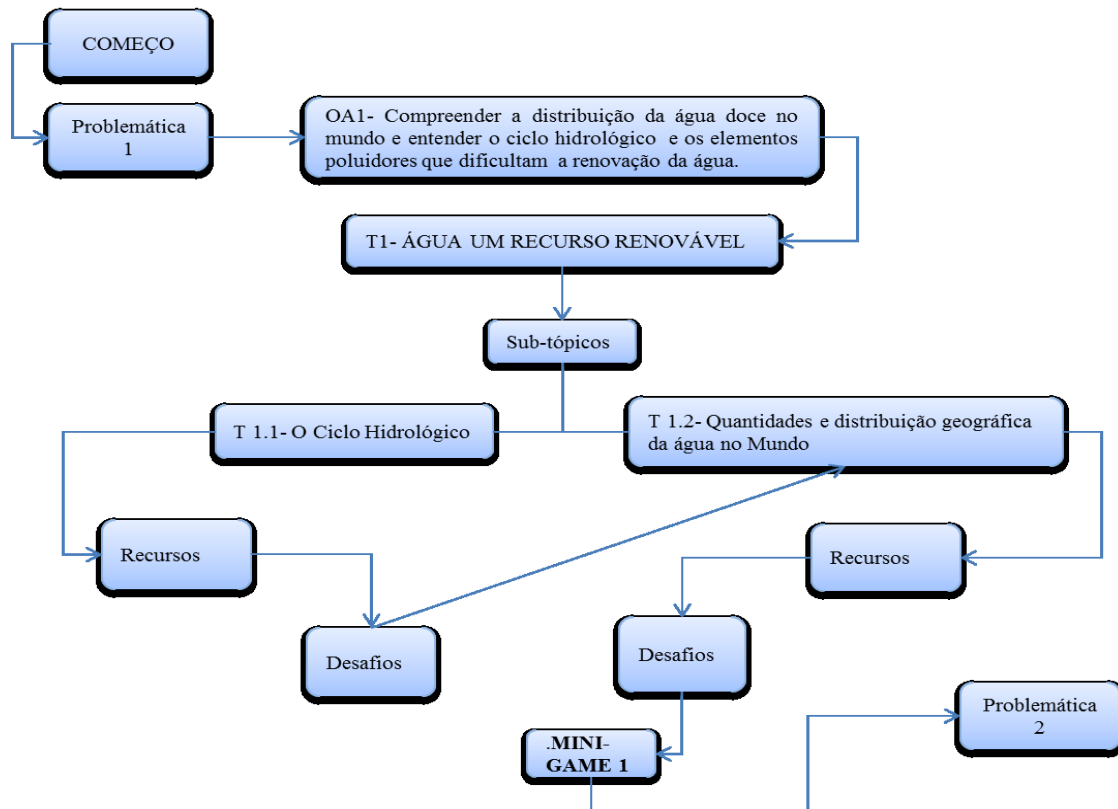 COMEÇO
Problemática
1
OA1- Compreender a distribuição da água doce no
mundo e entender o ciclo hidrológico e os elementos
poluidores que dificultam a renovação da água.
T1- ÁGUA UM RECURSO RENOVÁVEL
Sub-tópicos
T 1.1- O Ciclo Hidrológico
T 1.2- Quantidades e distribuição geográfica
da água no Mundo
Recursos
Recursos
Desafios
Desafios
.MINI-
GAME 1
Problemática
2